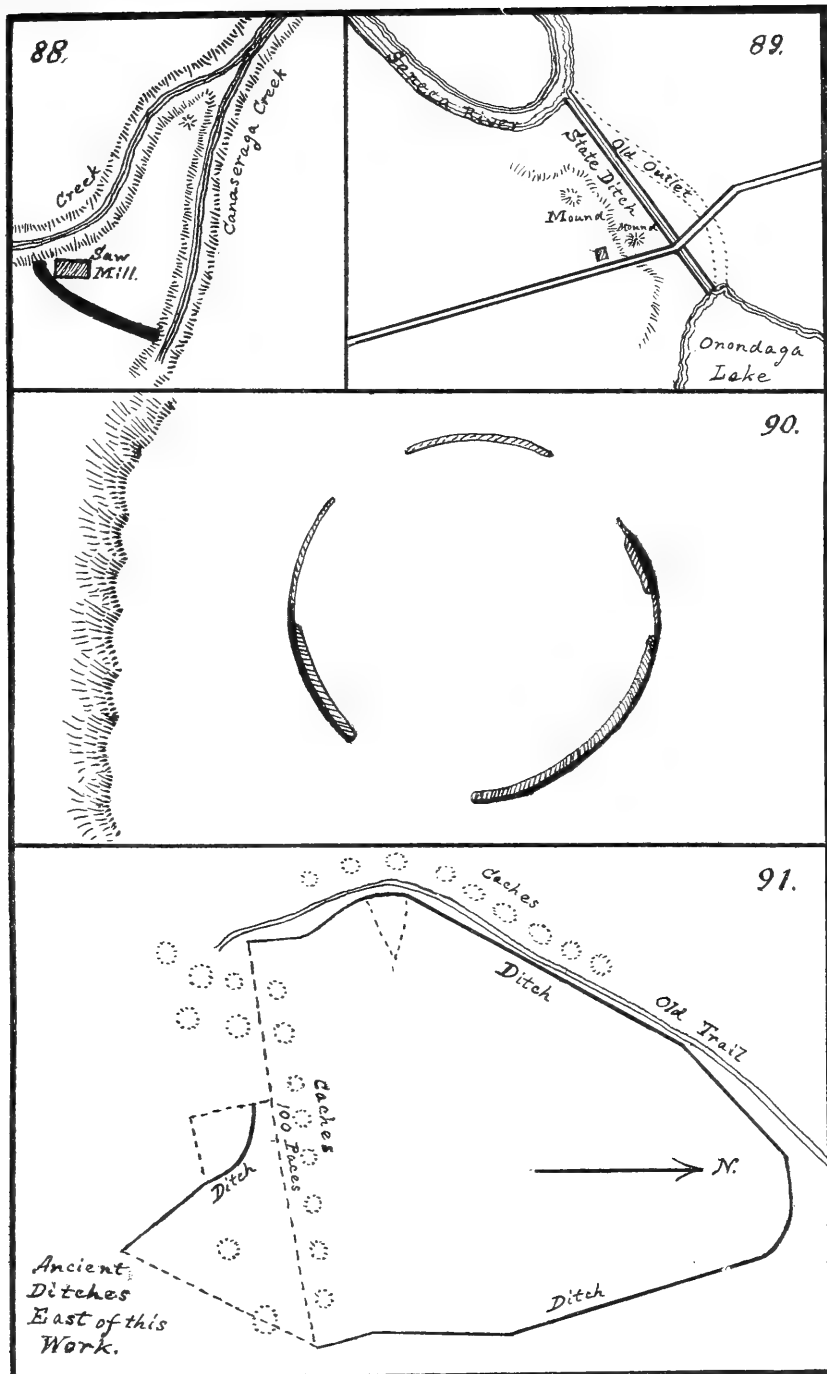 88.
Creek
Canaseraga Creek
Saw
Mill.
89.
Seneca River
State Ditch
Old Outlet
Mound
Mound
Onondaga
Lake
90.
91.
Caches
Ditch
Old Trail
Caches
100 Paces
Ditch
N.
Ancient
Ditches
East of this
Work.
Ditch